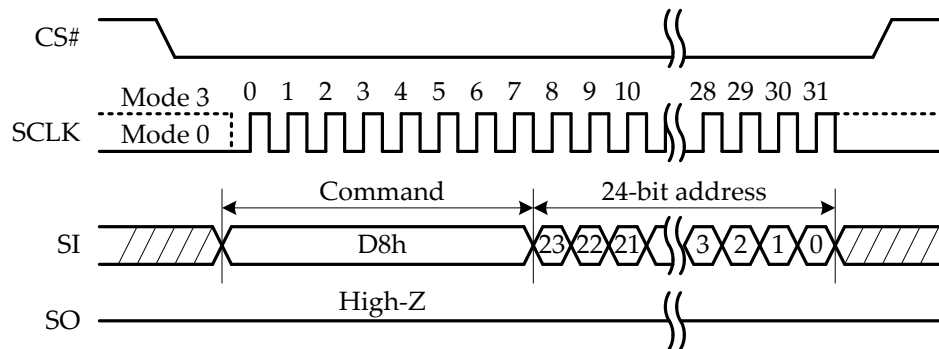 CS#
Mode 3 0 1 2 3 4 5 6 7 8 9 10 28 29 30 31
SCLK Mode 0
Command 24-bit address
SI D8h 23 22 21 3 2 1 0
High-Z
SO